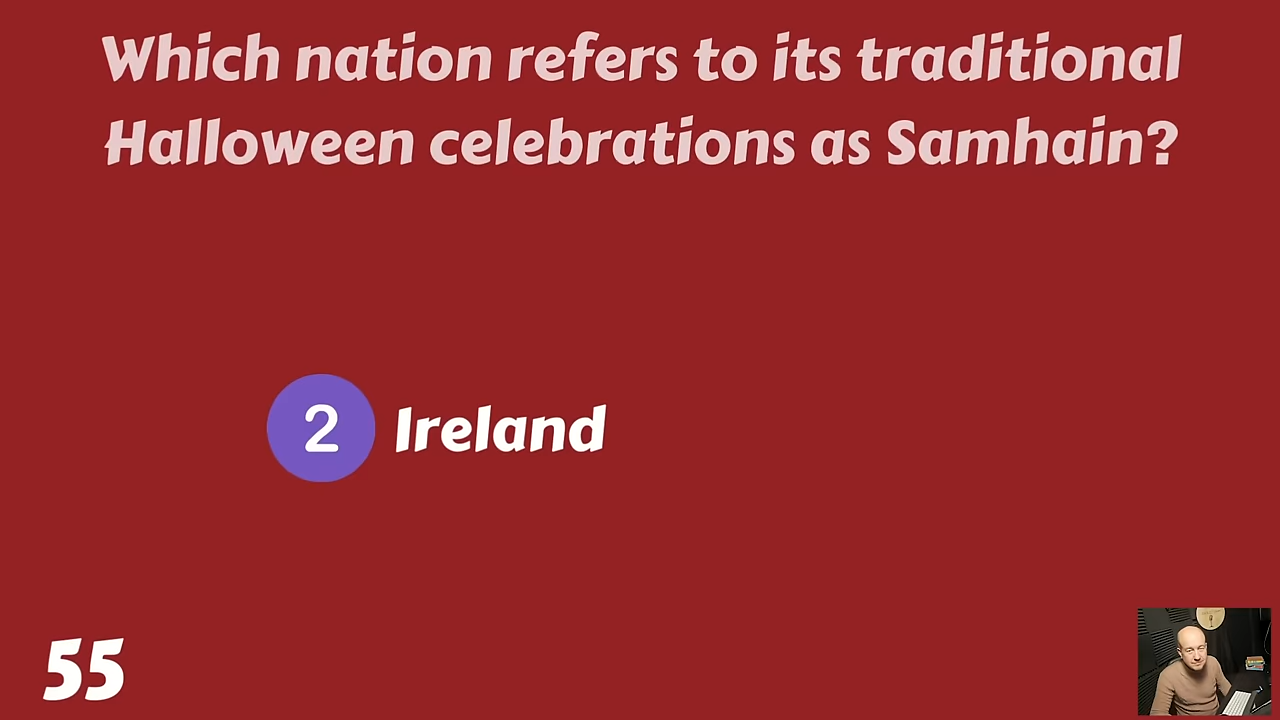 Which nation refers to its traditional
Halloween celebrations as Samhain?
2 Ireland
55